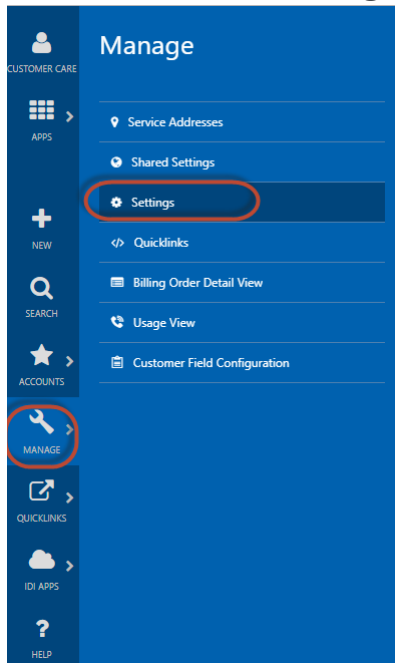 Manage
CUSTOMER CARE
APPS
NEW
SEARCH
ACCOUNTS
MANAGE
QUICKLINKS
IDI APPS
HELP
Service Addresses
Shared Settings
Settings
Quicklinks
Billing Order Detail View
Usage View
Customer Field Configuration